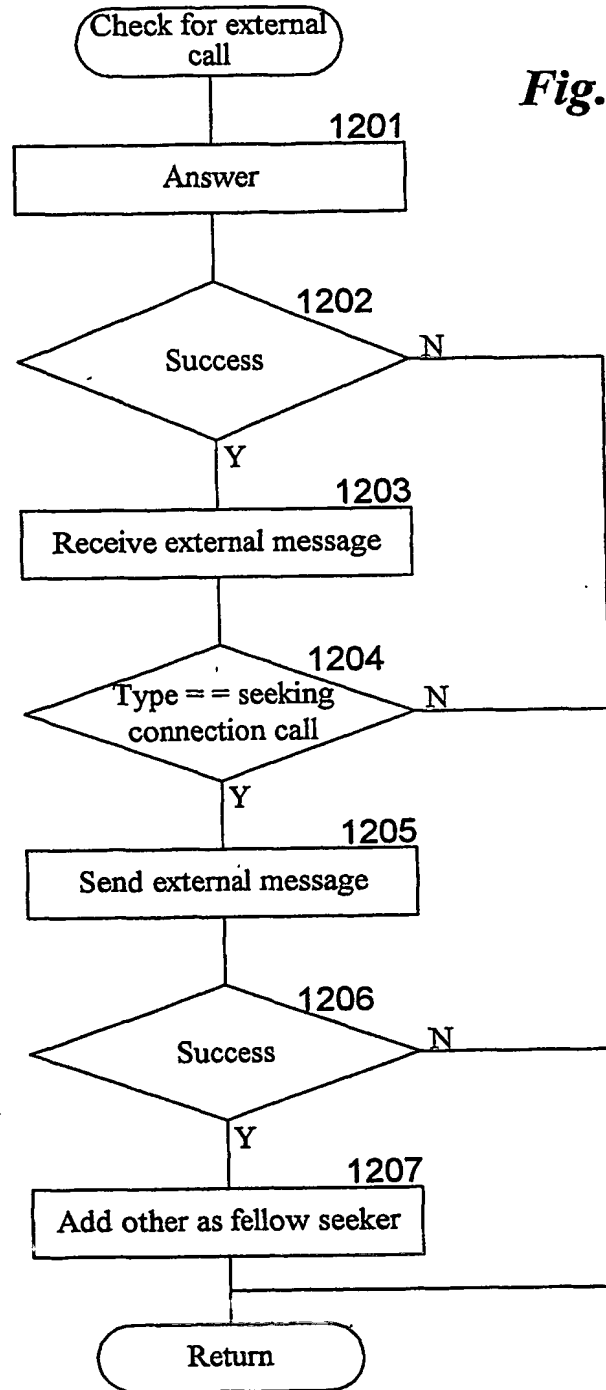 Check for external
call
Fig.
1201
Answer
1202
Success
N
Y
1203
Receive external message
1204
Type = = seeking
connection call
N
Y
1205
Send external message
1206
Success
N
Y
1207
Add other as fellow seeker
Return